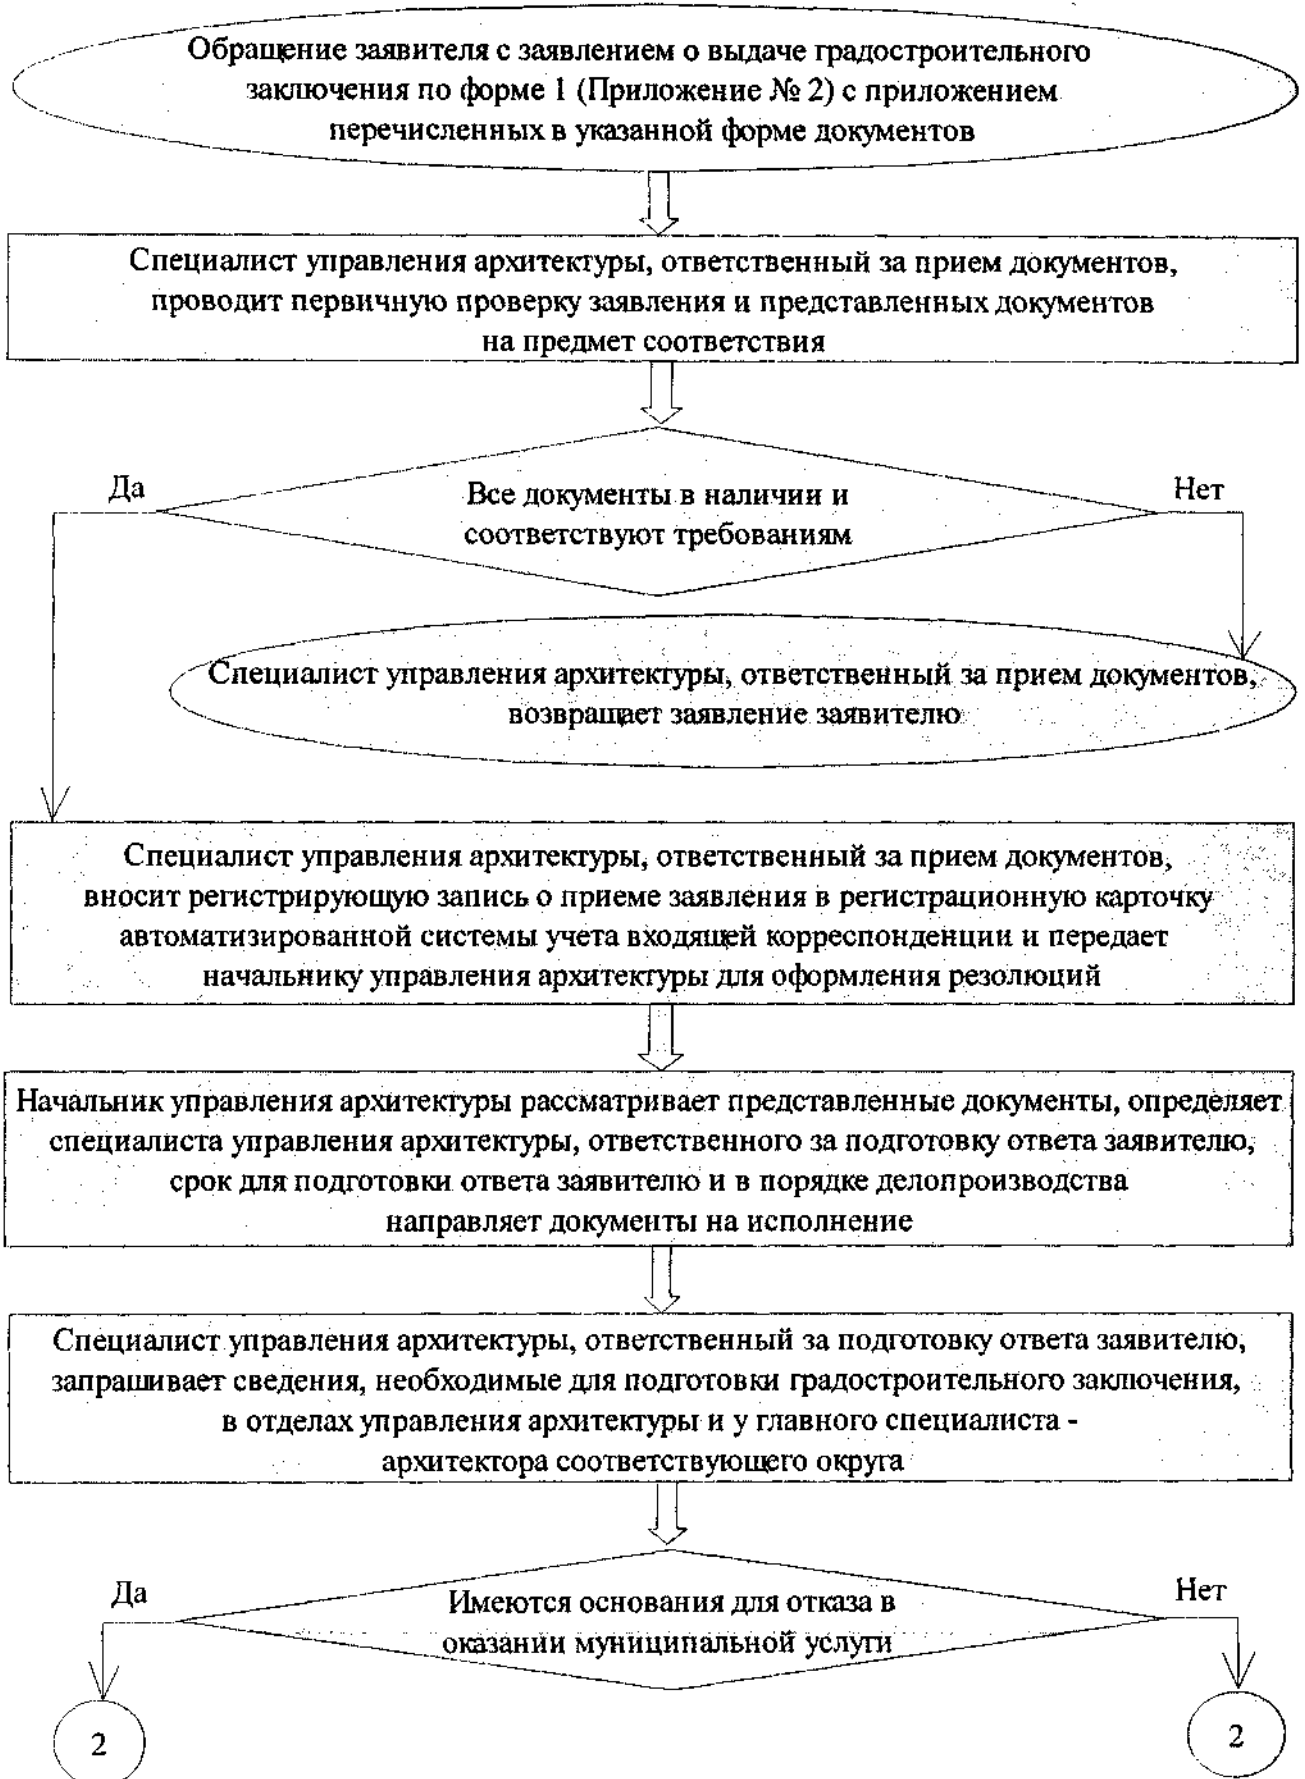 Обращение заявителя с заявлением о выдаче градостроительного
заключения по форме 1 (Приложение № 2) с приложением
перечисленных в указанной форме документов
Специалист управления архитектуры, ответственный за прием документов,
проводит первичную проверку заявления и представленных документов
на предмет соответствия
Да
Нет
Все документы в наличии и
соответствуют требованиям
Специалист управления архитектуры, ответственный за прием документов,
возвращает заявление заявителю
Специалист управления архитектуры, ответственный за прием документов,
вносит регистрирующую запись о приеме заявления в регистрационную карточку
автоматизированной системы учета входящей корреспонденции и передает
начальнику управления архитектуры для оформления резолюций
Начальник управления архитектуры рассматривает представленные документы, определяет
специалиста управления архитектуры, ответственного за подготовку ответа заявителю,
срок для подготовки ответа заявителю и в порядке делопроизводства
направляет документы на исполнение
Специалист управления архитектуры, ответственный за подготовку ответа заявителю,
запрашивает сведения, необходимые для подготовки градостроительного заключения,
в отделах управления архитектуры и у главного специалиста -
архитектора соответствующего округа
Да
Нет
Имеются основания для отказа в
оказании муниципальной услуги
2
2